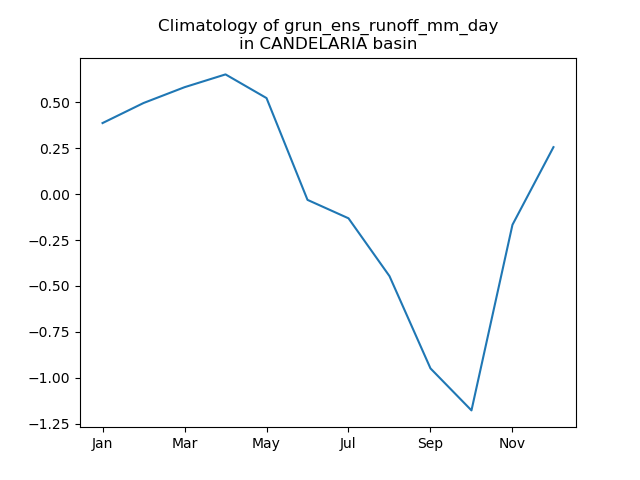 Climatology of grun_ens_runoff_mm_day
in CANDELARIA basin
0.50
0.25
0.00
−0.25
−0.50
−0.75
−1.00
−1.25
Jan Mar May Jul Sep Nov